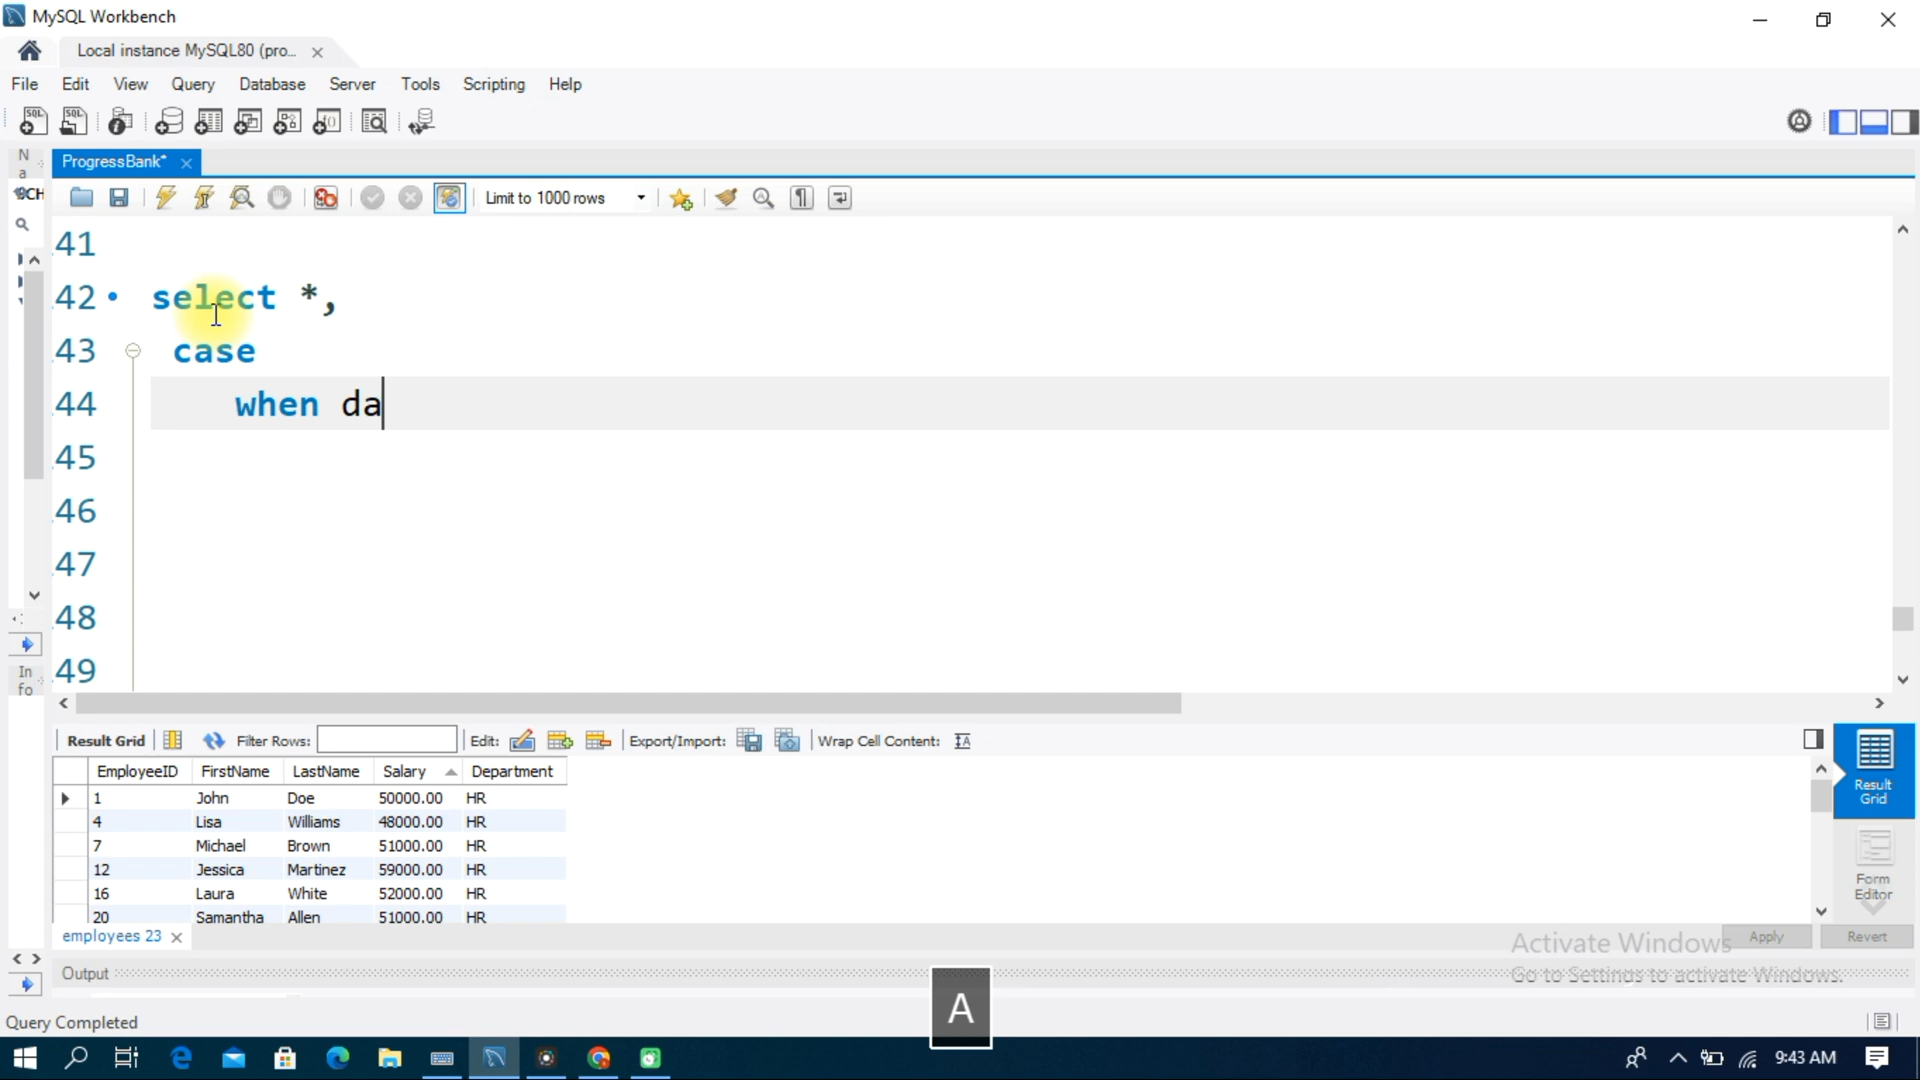 MySQL Workbench
Local instance MySQL80 (pro...
File Edit View Query Database Server Tools Scripting Help
N
a
ProgressBank*
CH
Limit to 1000 rows
41
42 select *,
43 case
44 when da
45
46
47
48
49
In
fo
Result Grid Filter Rows: Edit: Export/Import: Wrap Cell Content:
EmployeeID FirstName LastName Salary Department
1 John Doe 50000.00 HR
4 Lisa Williams 48000.00 HR
7 Michael Brown 51000.00 HR
12 Jessica Martinez 59000.00 HR
16 Laura White 52000.00 HR
20 Samantha Allen 51000.00 HR
Result
Grid
Form
Editor
employees 23
Apply Revert
Activate Windows
Go to Settings to activate Windows.
Output
A
Query Completed
9:43 AM